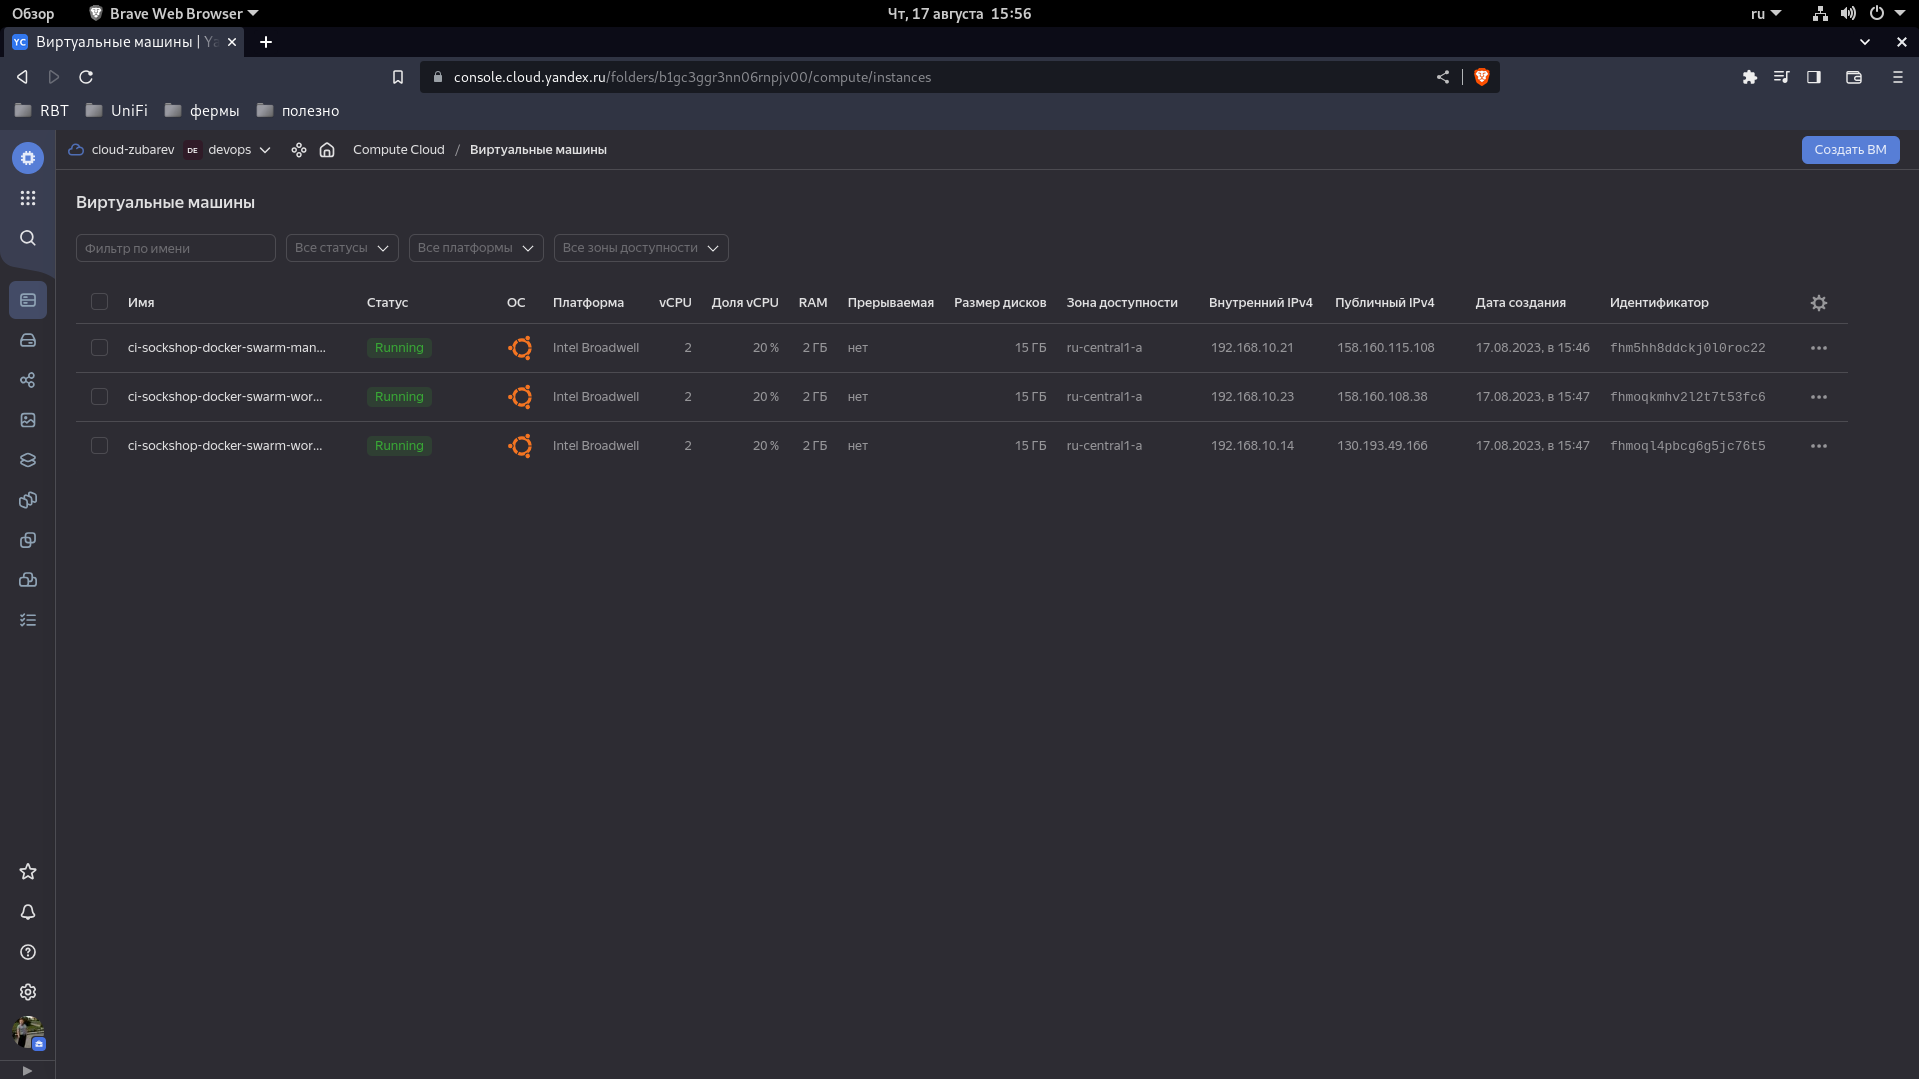 Обзор Brave Web Browser Чт, 17 августа 15:56 ru
YC Виртуальные машины | Ya
console.cloud.yandex.ru/folders/b1gc3ggr3nn06rnpjv00/compute/instances
RBT UniFi фермы полезно
cloud-zubarev DE devops Compute Cloud / Виртуальные машины Создать ВМ
Виртуальные машины
Фильтр по имени Все статусы Все платформы Все зоны доступности
Имя Статус ОС Платформа vCPU Доля vCPU RAM Прерываемая Размер дисков Зона доступности Внутренний IPv4 Публичный IPv4 Дата создания Идентификатор
ci-sockshop-docker-swarm-man... Running Intel Broadwell 2 20 % 2 ГБ нет 15 ГБ ru-central1-a 192.168.10.21 158.160.115.108 17.08.2023, в 15:46 fhm5hh8ddckj0l0roc22
ci-sockshop-docker-swarm-wor... Running Intel Broadwell 2 20 % 2 ГБ нет 15 ГБ ru-central1-a 192.168.10.23 158.160.108.38 17.08.2023, в 15:47 fhmoqkmhv2l2t7t53fc6
ci-sockshop-docker-swarm-wor... Running Intel Broadwell 2 20 % 2 ГБ нет 15 ГБ ru-central1-a 192.168.10.14 130.193.49.166 17.08.2023, в 15:47 fhmoql4pbcg6g5jc76t5